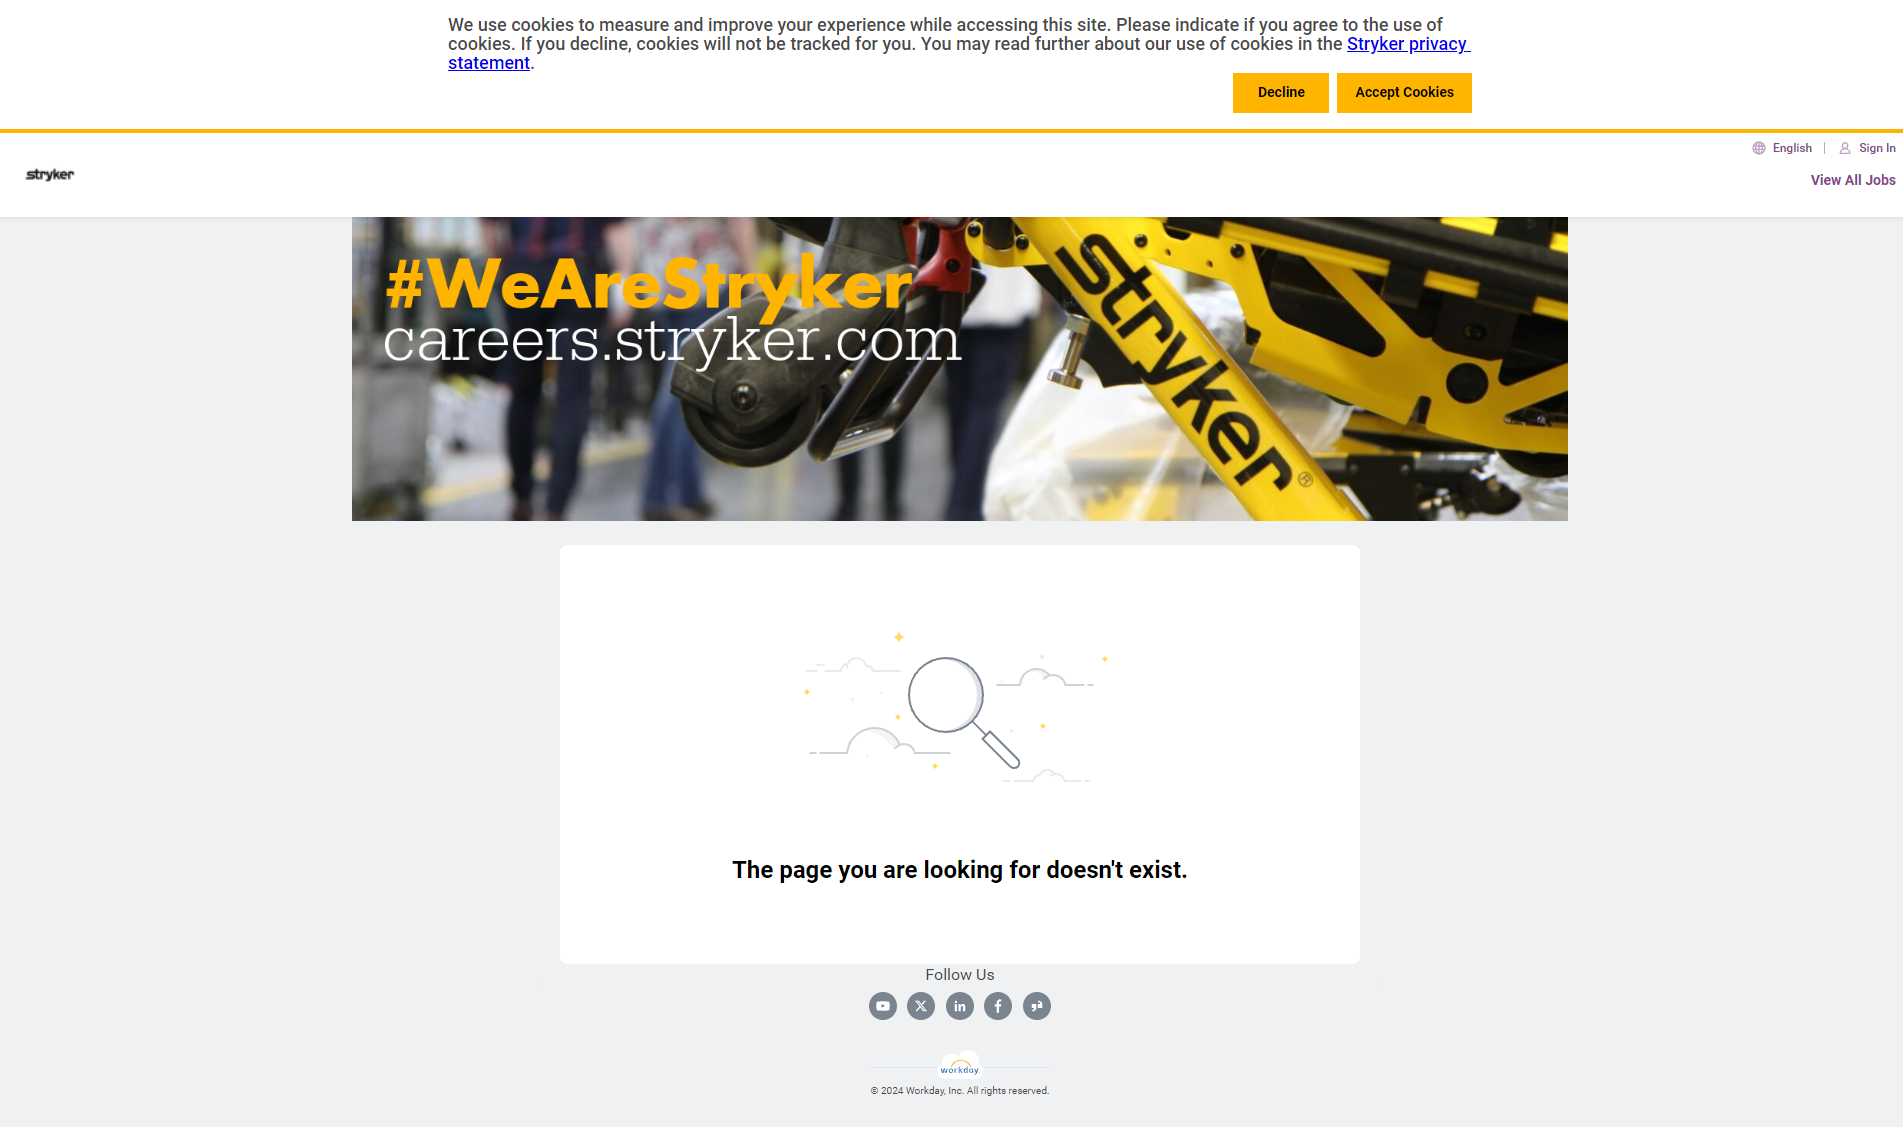 We use cookies to measure and improve your experience while accessing this site. Please indicate if you agree to the use of
cookies. If you decline, cookies will not be tracked for you. You may read further about our use of cookies in the Stryker privacy
statement.
Decline
Accept Cookies
English
Sign In
stryker
View All Jobs
#WeAreStryker
careers.stryker.com
stryker®
The page you are looking for doesn't exist.
Follow Us
workday.
© 2024 Workday, Inc. All rights reserved.